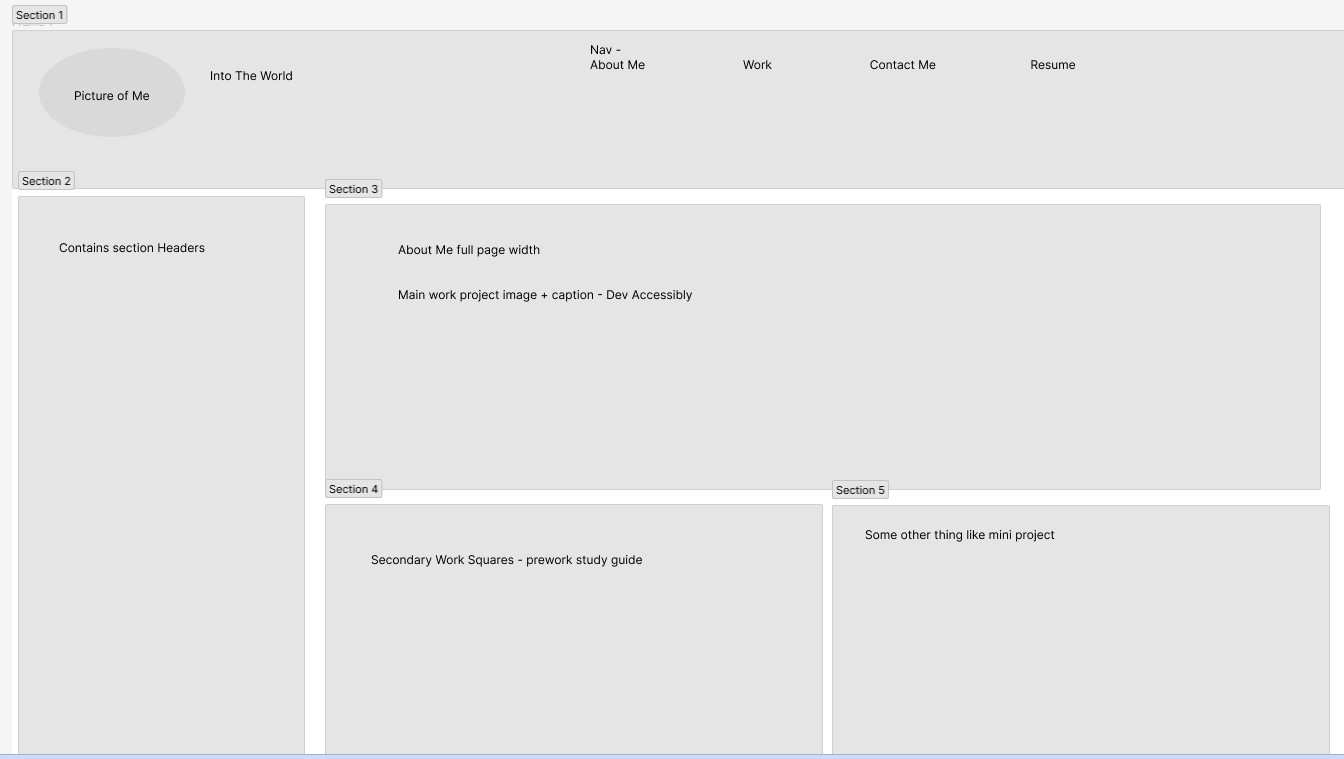 Section 1
Nav -
About Me
Work
Contact Me
Resume
Into The World
Picture of Me
Section 2
Contains section Headers
Section 3
About Me full page width
Main work project image + caption - Dev Accessibly
Section 4
Secondary Work Squares - prework study guide
Section 5
Some other thing like mini project